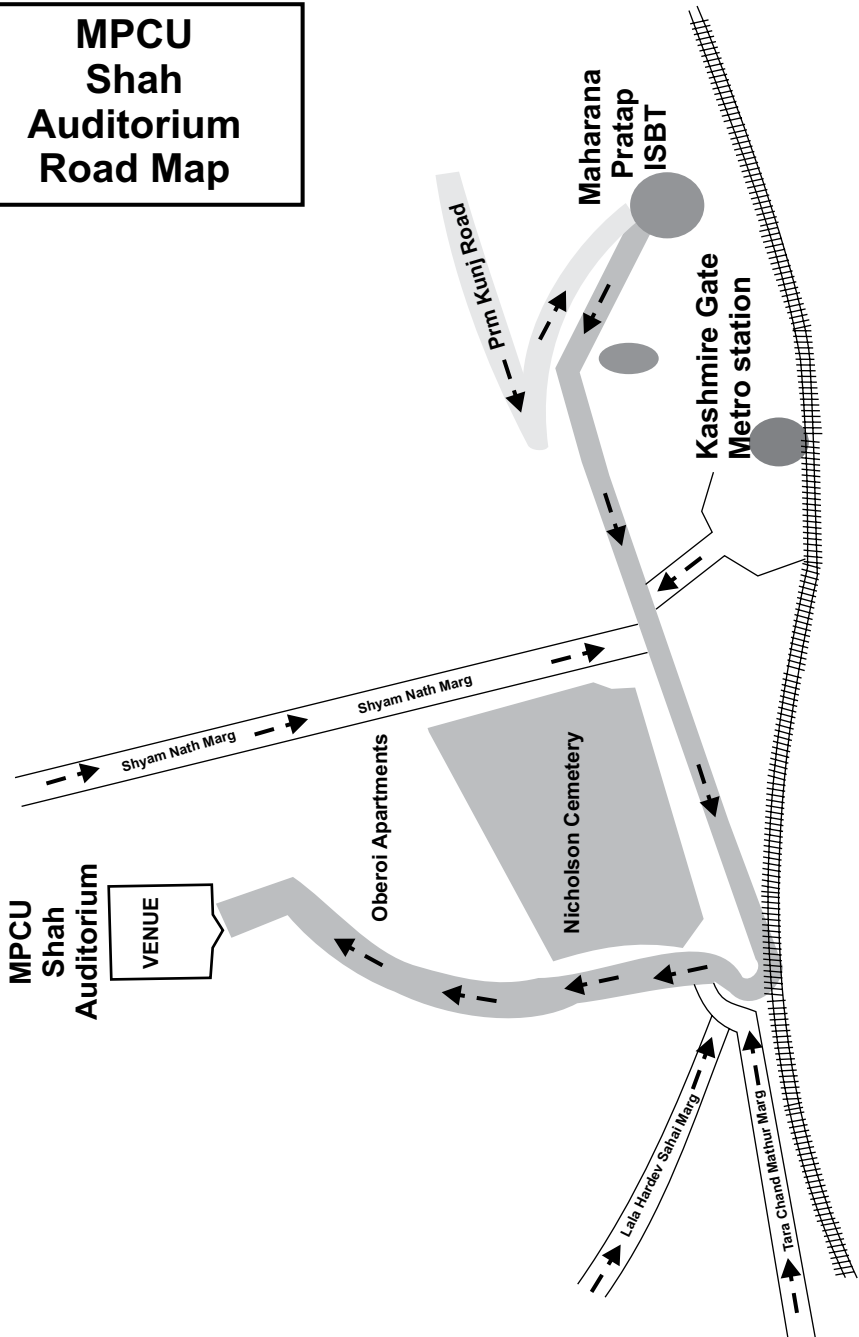 MPCU
Shah
Auditorium
Road Map
Maharana
Pratap
ISBT
Prm Kunj Road
Kashmire Gate
Metro station
Shyam Nath Marg
Shyam Nath Marg
Oberoi Apartments
Nicholson Cemetery
MPCU
Shah
Auditorium
VENUE
Lala Hardev Sahai Marg
Tara Chand Mathur Marg